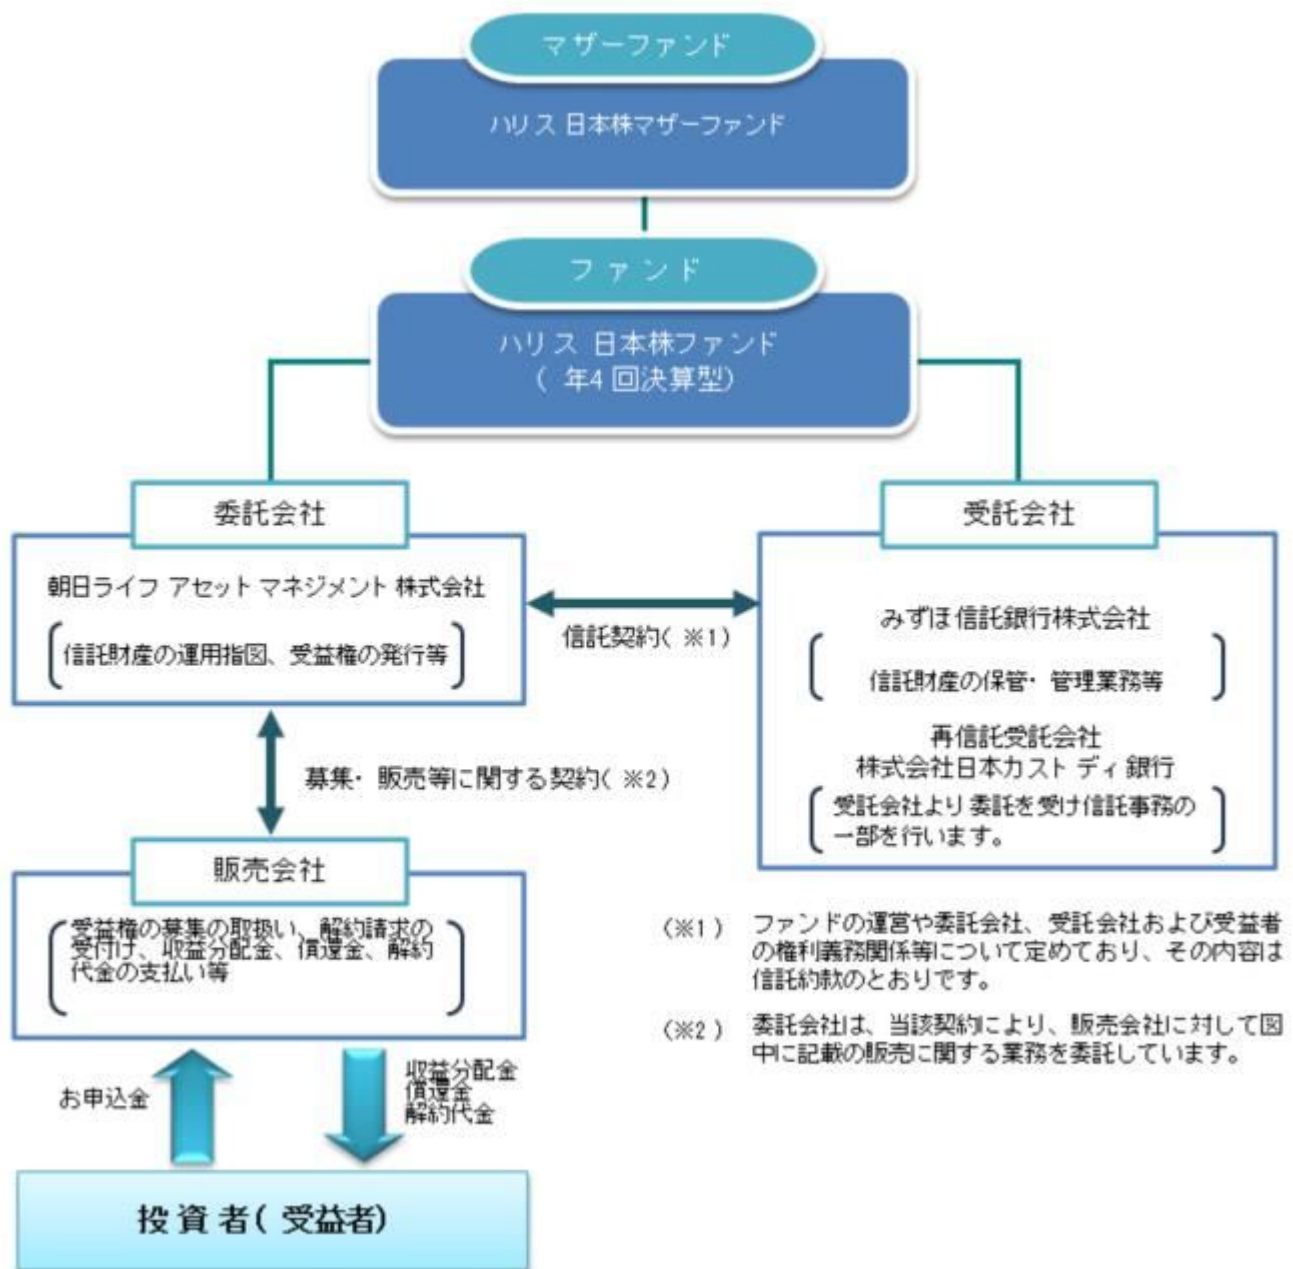 マザーファンド
ハリス 日本株マザーファンド
ファンド
ハリス 日本株ファンド
(年4回決算型)
委託会社
朝日ライフ アセット マネジメント 株式会社
信託財産の運用指図、受益権の発行等
信託契約(※1)
受託会社
みずほ信託銀行株式会社
信託財産の保管・管理業務等
再信託受託会社
株式会社日本カストディ銀行
受託会社より委託を受け信託事務の
一部を行います。
募集・販売等に関する契約(※2)
販売会社
受益権の募集の取扱い、解約請求の
受付け、収益分配金、償還金、解約
代金の支払い等
(※1) ファンドの運営や委託会社、受託会社および受益者
の権利義務関係等について定めており、その内容は
信託約款のとおりです。
(※2) 委託会社は、当該契約により、販売会社に対して図
中に記載の販売に関する業務を委託しています。
お申込金
収益分配金
償還金
解約代金
投資者(受益者)